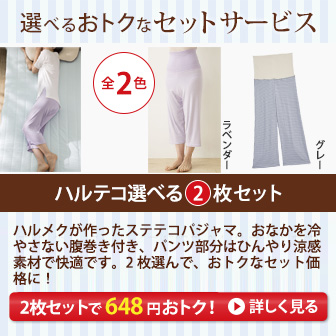 選べるおトクなセットサービス
全2色
ラベンダー
グレー
ハルテコ選べる2枚セット
ハルメクが作ったステテコパジャマ。おなかを冷
やさない腹巻き付き、パンツ部分はひんやり涼感
素材で快適です。2枚選んで、おトクなセット価
格に！
2枚セットで648円おトク！
詳しく見る